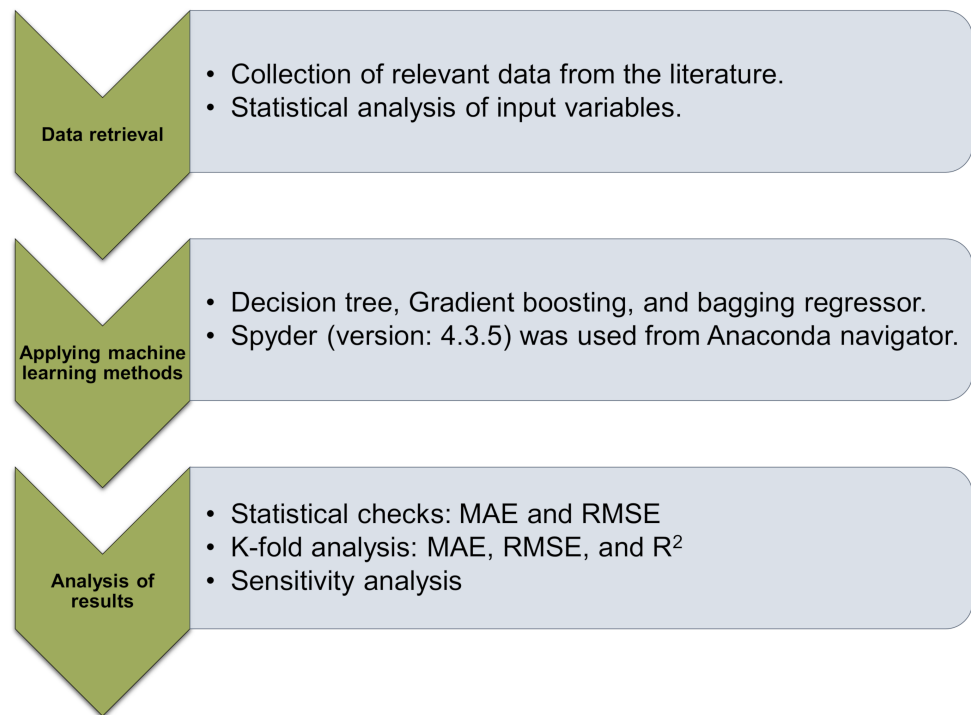 Data retrieval
• Collection of relevant data from the literature.
• Statistical analysis of input variables.
Applying machine
learning methods
• Decision tree, Gradient boosting, and bagging regressor.
• Spyder (version: 4.3.5) was used from Anaconda navigator.
Analysis of
results
• Statistical checks: MAE and RMSE
• K-fold analysis: MAE, RMSE, and R²
• Sensitivity analysis